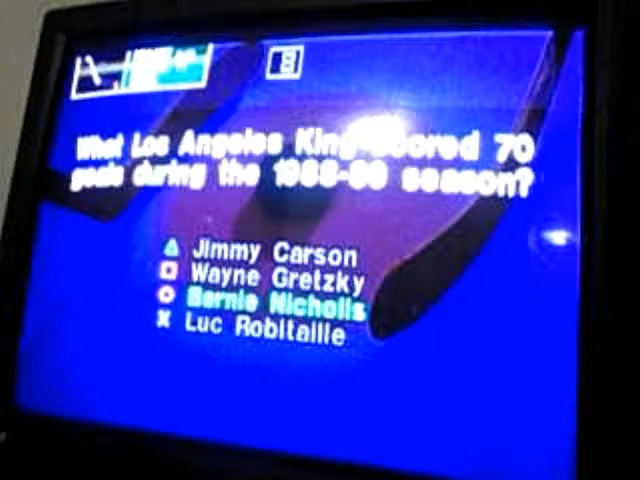 What Los Angeles King scored 70
goals during the 1988-89 season?
Jimmy Carson
Wayne Gretzky
Bernie Nicholls
Luc Robitaille